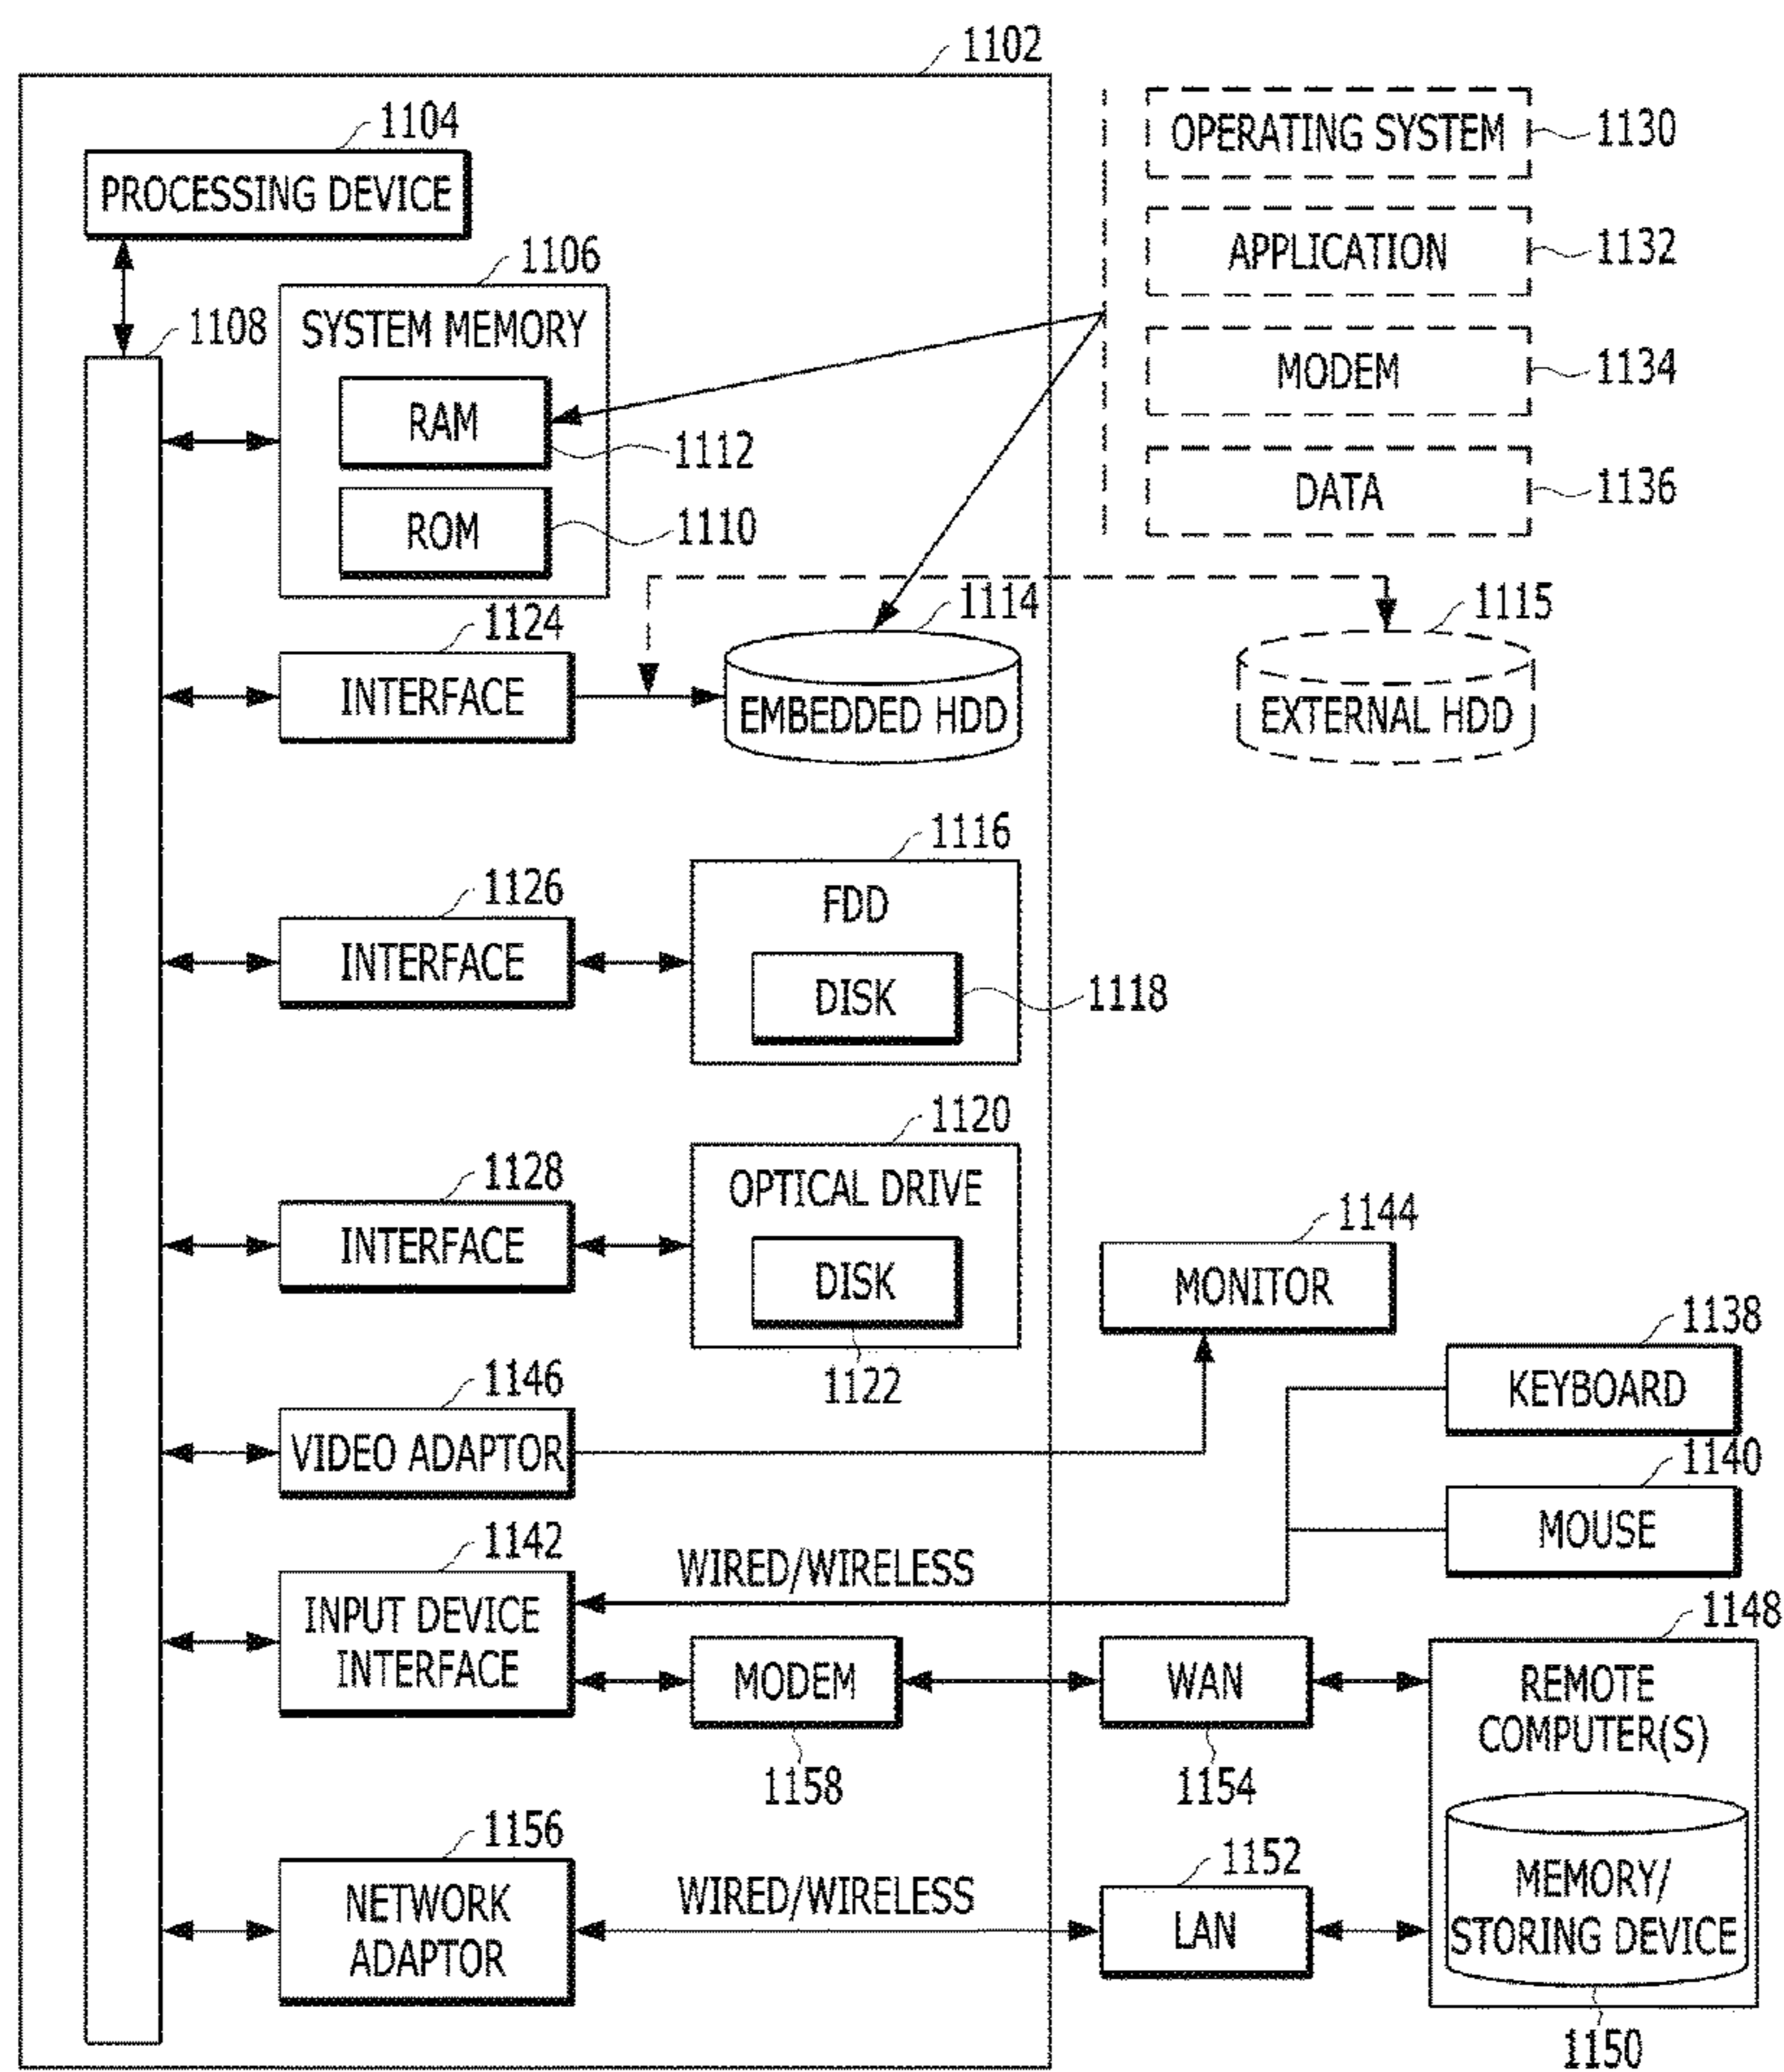 1102
1104
PROCESSING DEVICE
1106
SYSTEM MEMORY
1108
RAM
1112
ROM
1110
OPERATING SYSTEM
1130
APPLICATION
1132
MODEM
1134
DATA
1136
1124
INTERFACE
1114
EMBEDDED HDD
1115
EXTERNAL HDD
1126
INTERFACE
1116
FDD
DISK
1118
1128
INTERFACE
1120
OPTICAL DRIVE
DISK
1122
1144
MONITOR
1138
KEYBOARD
1146
VIDEO ADAPTOR
1140
MOUSE
1142
INPUT DEVICE
INTERFACE
WIRED/WIRELESS
MODEM
1158
WAN
1154
1148
REMOTE
COMPUTER(S)
MEMORY/
STORING DEVICE
1150
1156
NETWORK
ADAPTOR
WIRED/WIRELESS
1152
LAN